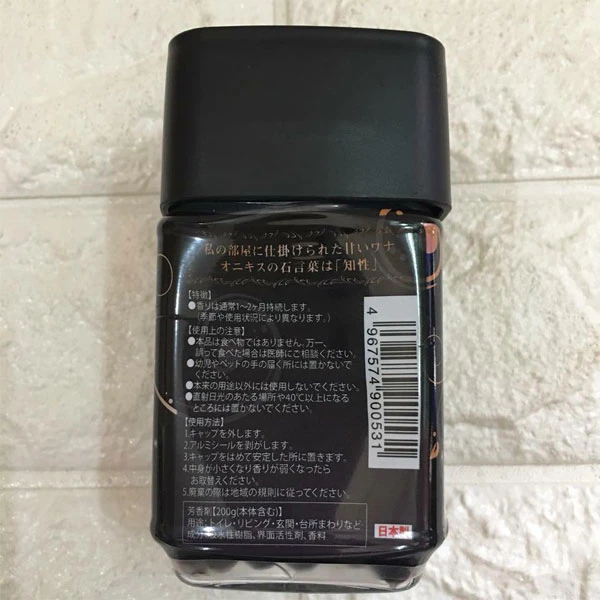 私の部屋に仕掛けられた甘いワナ
オニキスの石言葉は「知性」
【特徴】
●香りは通常1~2ヶ月持続します。
(季節や使用状況により異なります。)
【使用上の注意】
●本品は食べ物ではありません。万一、
誤って食べた場合は医師にご相談ください。
●幼児やペットの手の届く所には置かないで
ください。
●本来の用途以外には使用しないでください。
●直射日光のあたる場所や40℃以上になる
ところには置かないでください。
【使用方法】
1.キャップを外します。
2.アルミシールを剥がします。
3.キャップをはめて安定した所に置きます。
4.中身が小さくなり香りが弱くなったら
お取替えください。
5.廃棄の際は地域の規則に従ってください。
芳香剤【200g(本体含む)】
用途:トイレ・リビング・玄関・台所まわりなど
成分:吸水性樹脂、界面活性剤、香料
日本製
4967574900531